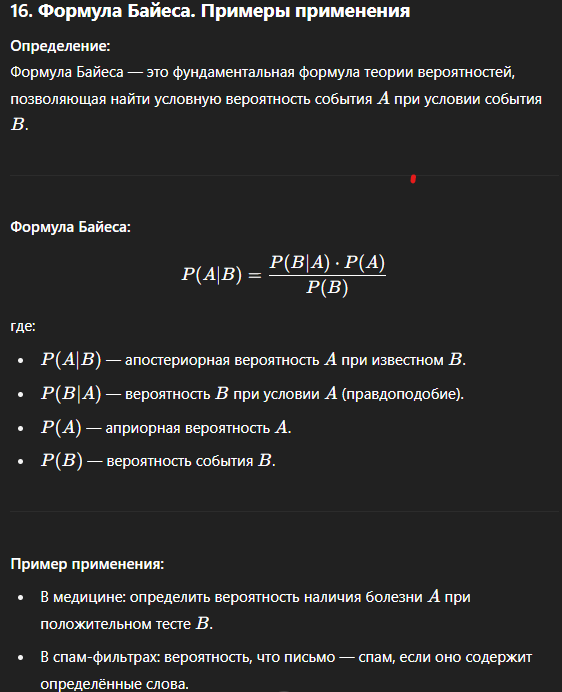 16. Формула Байеса. Примеры применения
Определение:
Формула Байеса — это фундаментальная формула теории вероятностей,
позволяющая найти условную вероятность события A при условии события
B.
Формула Байеса:
P(A|B) = P(B|A) · P(A) / P(B)
где:
• P(A|B) — апостериорная вероятность A при известном B.
• P(B|A) — вероятность B при условии A (правдоподобие).
• P(A) — априорная вероятность A.
• P(B) — вероятность события B.
Пример применения:
• В медицине: определить вероятность наличия болезни A при
положительном тесте B.
• В спам-фильтрах: вероятность, что письмо — спам, если оно содержит
определённые слова.